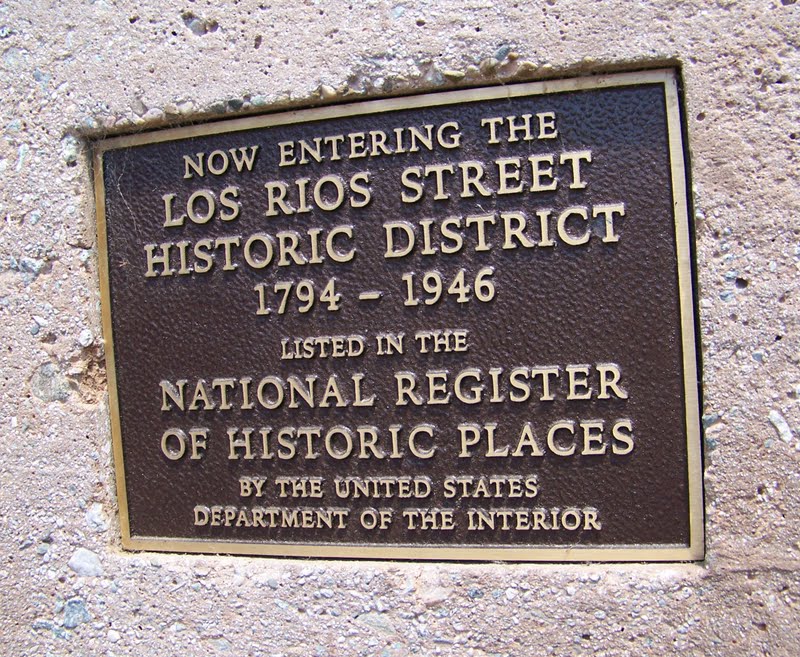 NOW ENTERING THE
LOS RIOS STREET
HISTORIC DISTRICT
1794 – 1946
LISTED IN THE
NATIONAL REGISTER
OF HISTORIC PLACES
BY THE UNITED STATES
DEPARTMENT OF THE INTERIOR